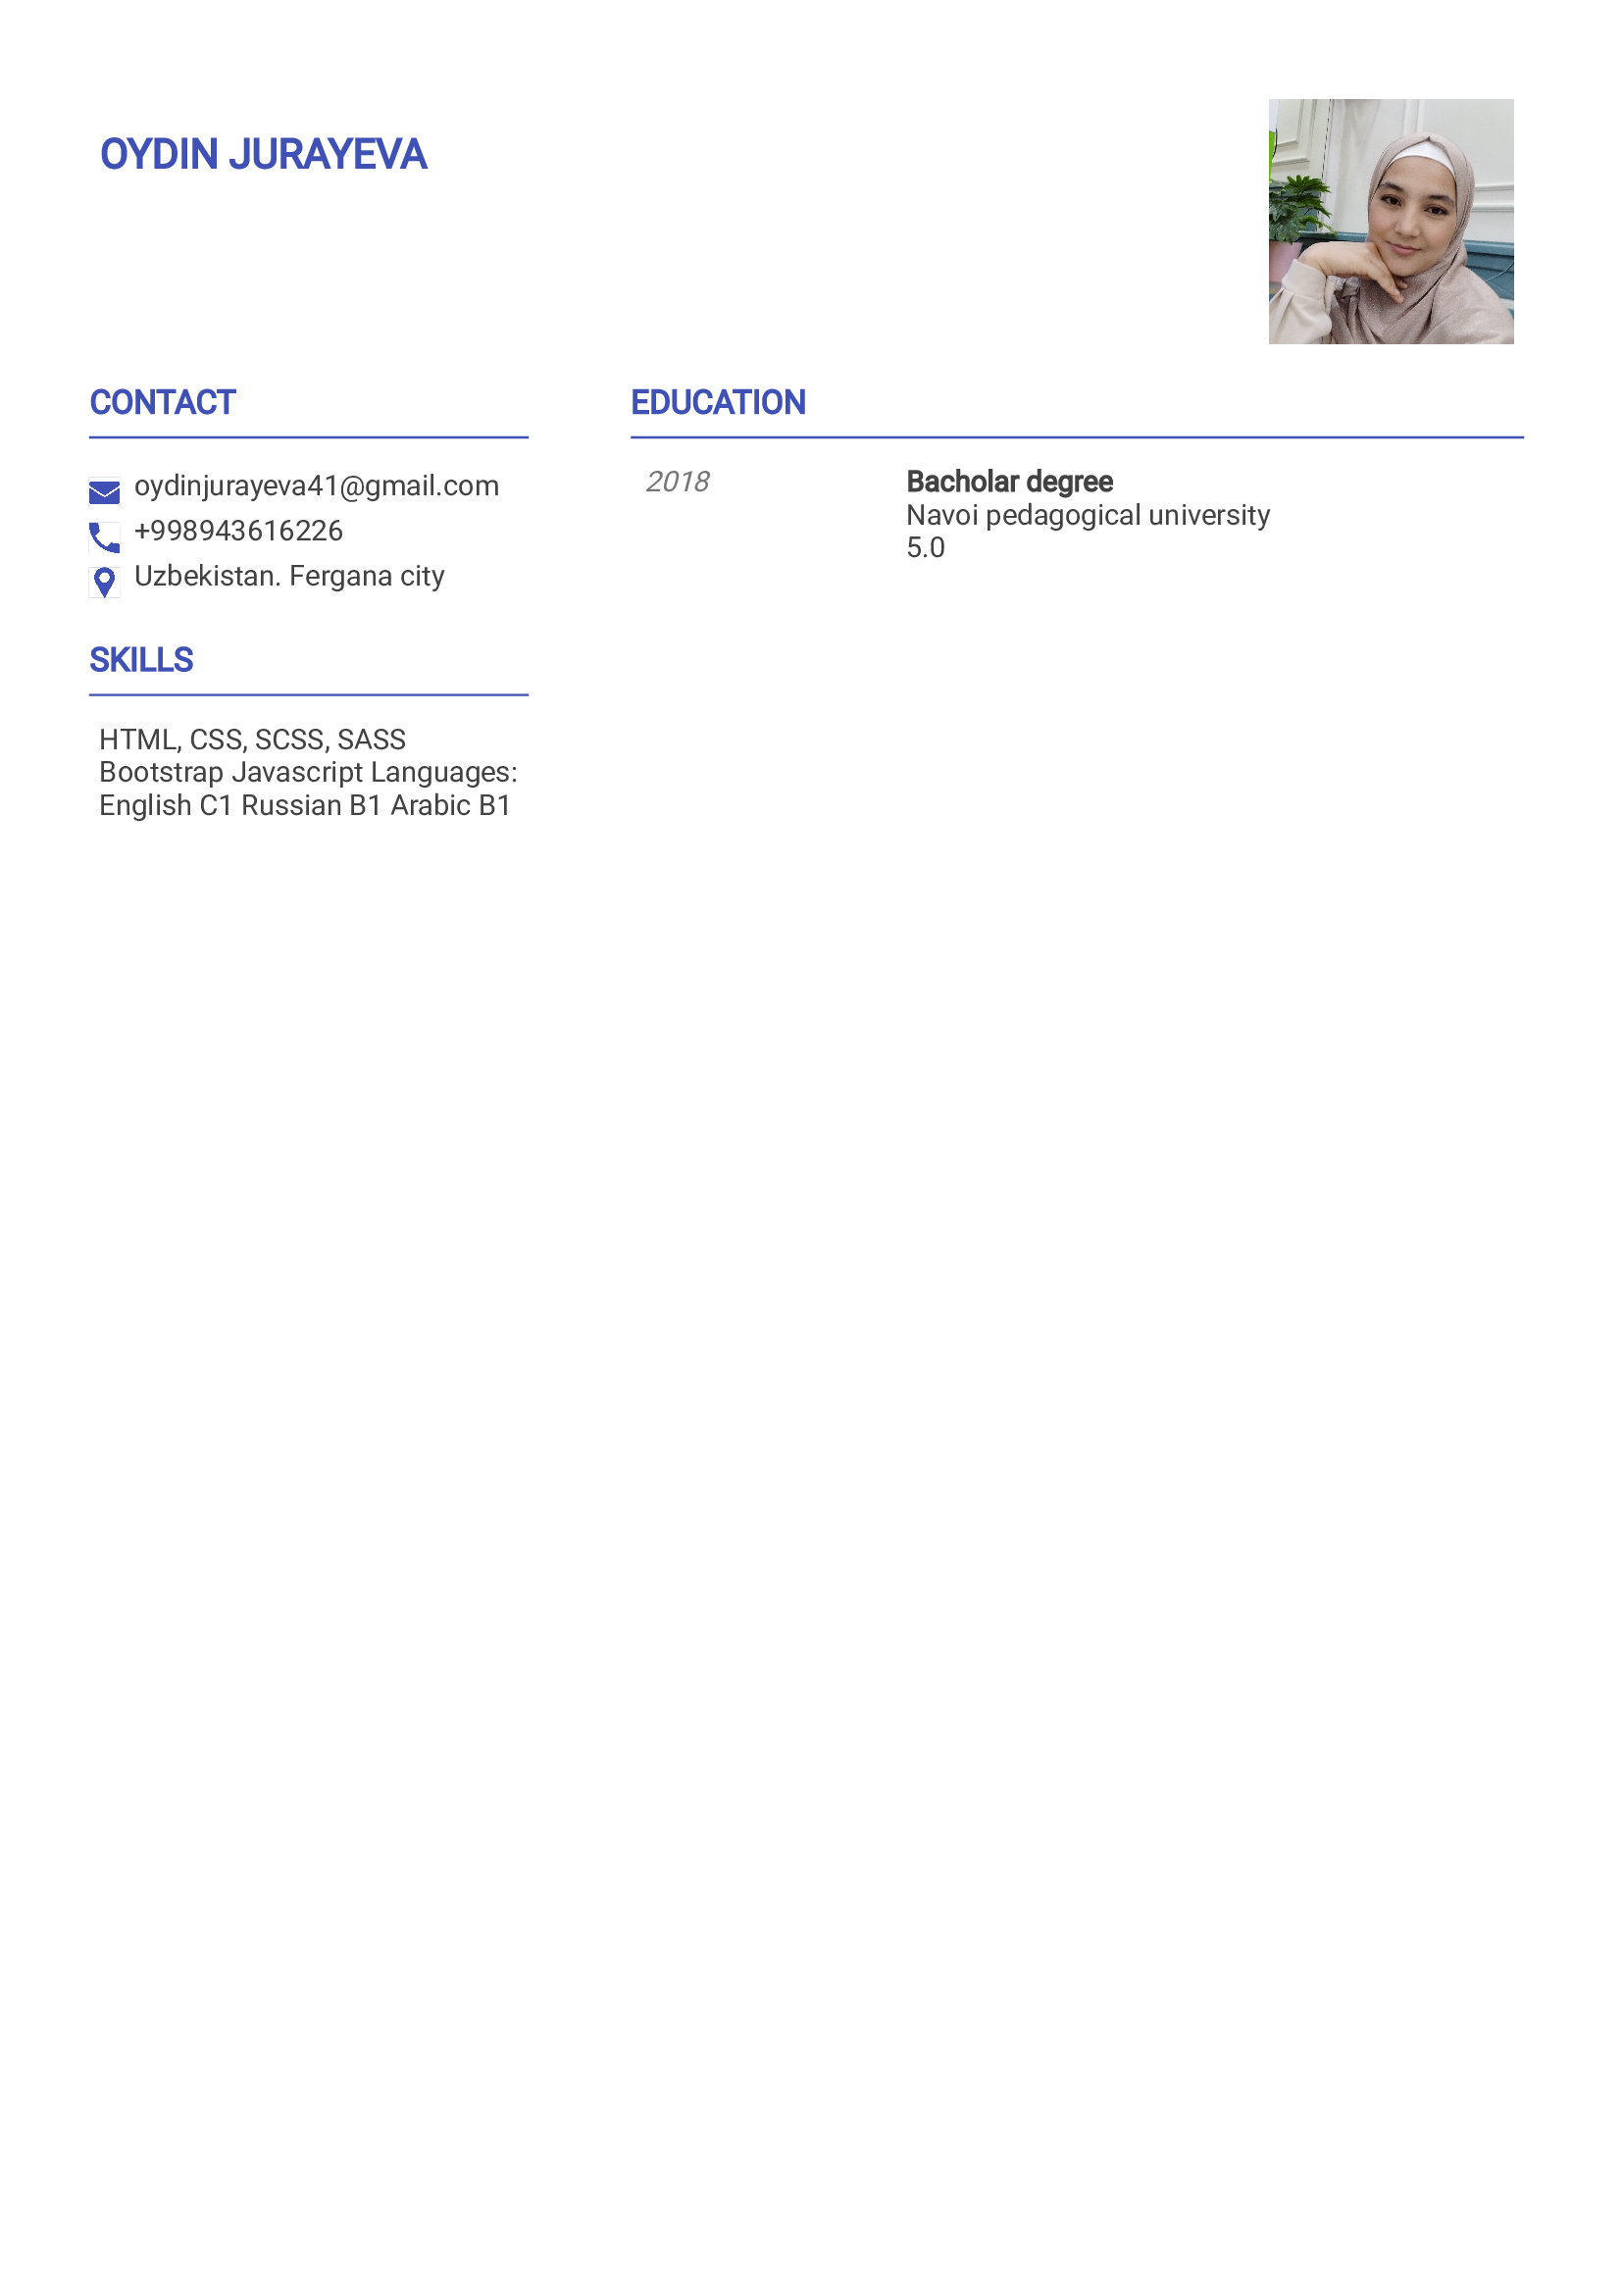 OYDIN JURAYEVA
CONTACT
oydinjurayeva41@gmail.com
+998943616226
Uzbekistan. Fergana city
SKILLS
HTML, CSS, SCSS, SASS
Bootstrap Javascript Languages:
English C1 Russian B1 Arabic B1
EDUCATION
2018
Bacholar degree
Navoi pedagogical university
5.0